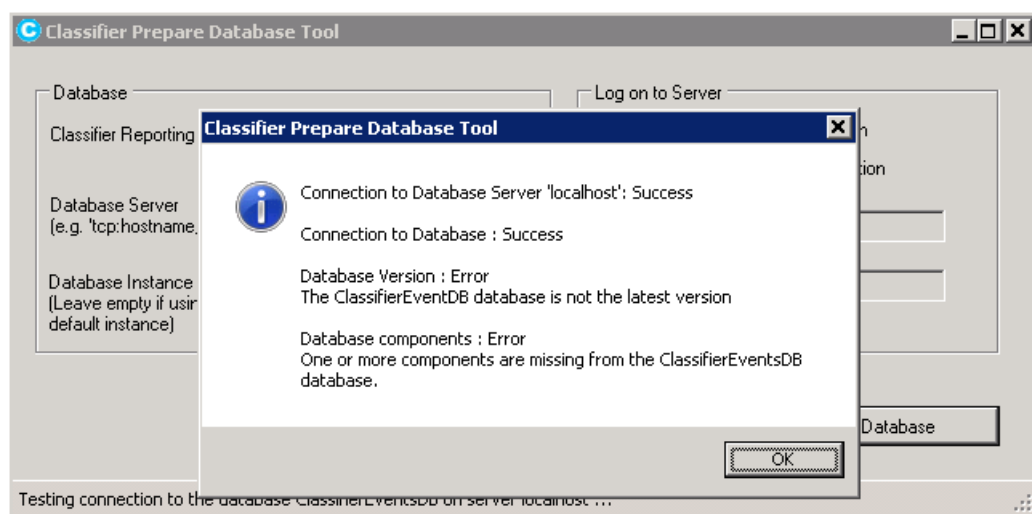 Classifier Prepare Database Tool
Database
Log on to Server
Classifier Reporting
Classifier Prepare Database Tool
Database Server
(e.g. 'tcp:hostname,
Database Instance
(Leave empty if usin
default instance)
Connection to Database Server 'localhost': Success
Connection to Database : Success
Database Version : Error
The ClassifierEventDB database is not the latest version
Database components : Error
One or more components are missing from the ClassifierEventsDB
database.
OK
Database
Testing connection to the database ClassifierEventsDb on server localhost ...